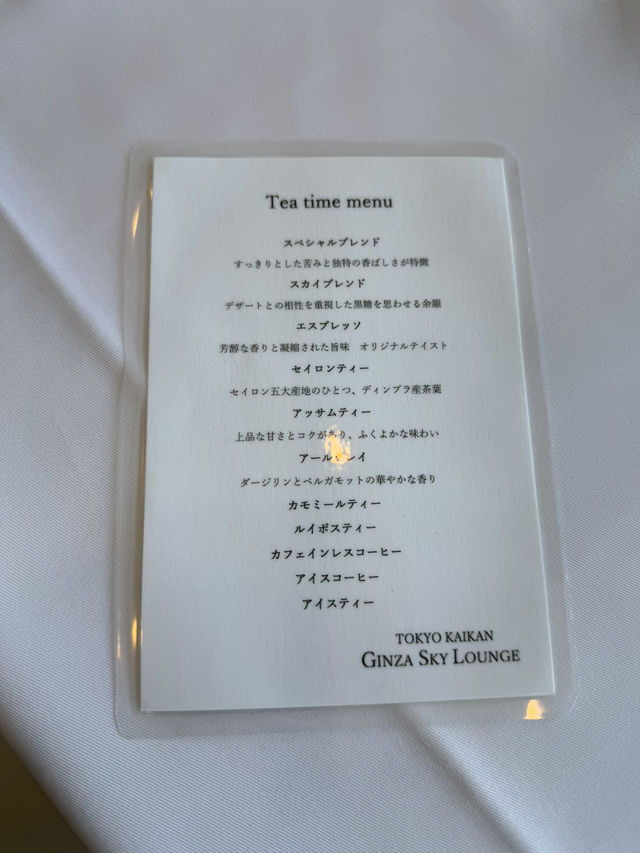 Tea time menu
スペシャルブレンド
すっきりとした苦みと独特の香ばしさが特徴
スカイブレンド
デザートとの相性を重視した黒糖を思わせる余韻
エスプレッソ
芳醇な香りと凝縮された旨味　オリジナルテイスト
セイロンティー
セイロン五大産地のひとつ、ディンブラ産茶葉
アッサムティー
上品な甘さとコクがあり、ふくよかな味わい
アールグレイ
ダージリンとベルガモットの華やかな香り
カモミールティー
ルイボスティー
カフェインレスコーヒー
アイスコーヒー
アイスティー
TOKYO KAIKAN
GINZA SKY LOUNGE